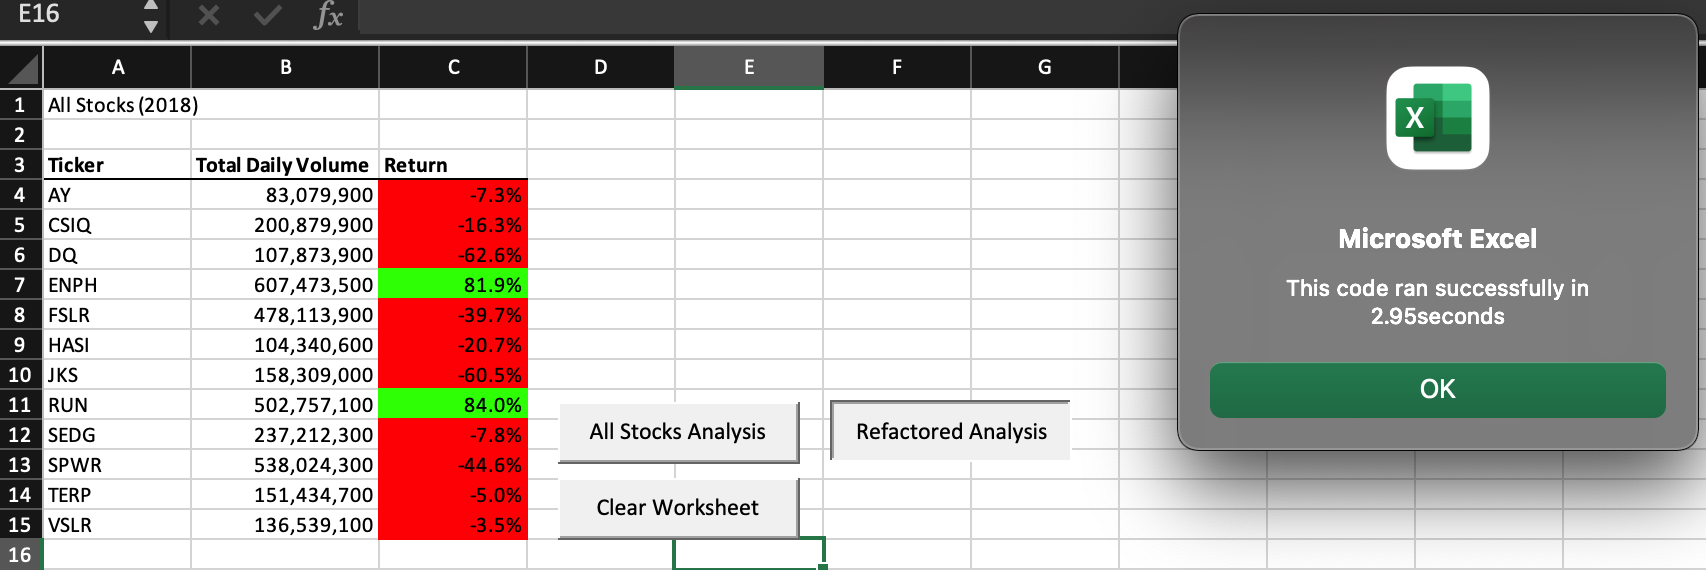 E16
fx
A B C D E F G
1 All Stocks (2018)
2
3 Ticker Total Daily Volume Return
4 AY 83,079,900 -7.3%
5 CSIQ 200,879,900 -16.3%
6 DQ 107,873,900 -62.6%
7 ENPH 607,473,500 81.9%
8 FSLR 478,113,900 -39.7%
9 HASI 104,340,600 -20.7%
10 JKS 158,309,000 -60.5%
11 RUN 502,757,100 84.0%
12 SEDG 237,212,300 -7.8%
13 SPWR 538,024,300 -44.6%
14 TERP 151,434,700 -5.0%
15 VSLR 136,539,100 -3.5%
16
All Stocks Analysis
Refactored Analysis
Clear Worksheet
X
Microsoft Excel
This code ran successfully in
2.95seconds
OK